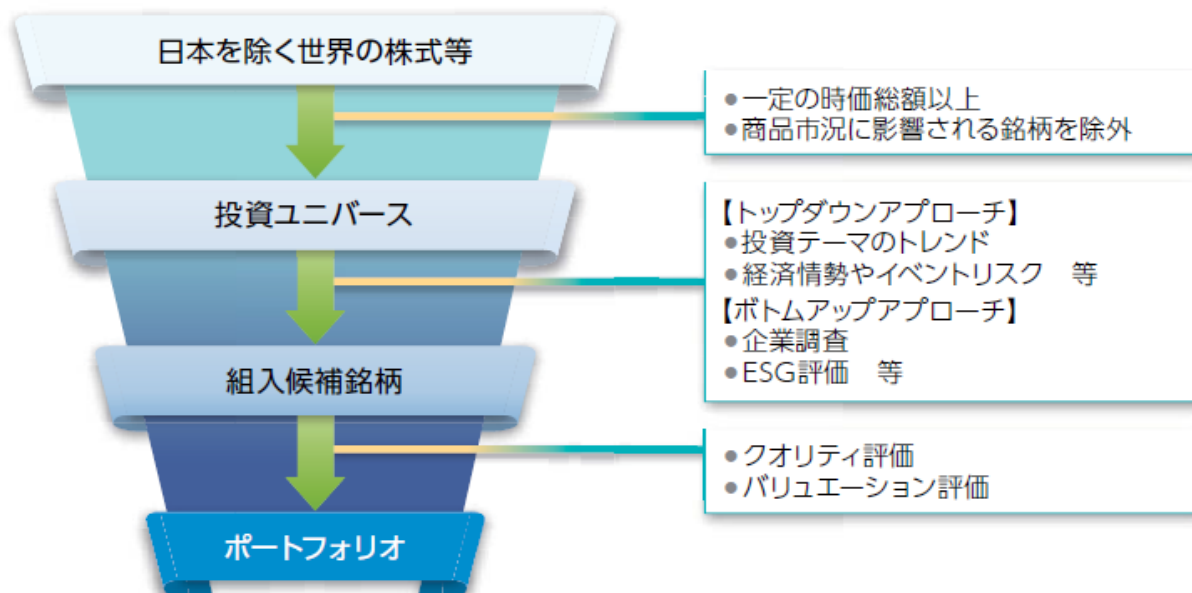 日本を除く世界の株式等
●一定の時価総額以上
●商品市況に影響される銘柄を除外
投資ユニバース
【トップダウンアプローチ】
●投資テーマのトレンド
●経済情勢やイベントリスク　等
【ボトムアップアプローチ】
●企業調査
●ESG評価　等
組入候補銘柄
●クオリティ評価
●バリュエーション評価
ポートフォリオ